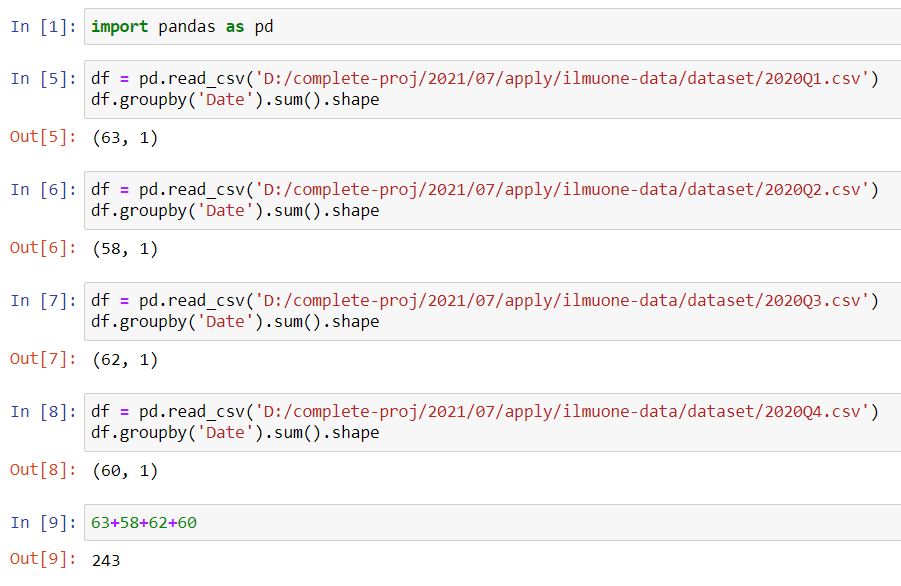 In [1]: import pandas as pd
In [5]: df = pd.read_csv('D:/complete-proj/2021/07/apply/ilmuone-data/dataset/2020Q1.csv')
df.groupby('Date').sum().shape
Out[5]: (63, 1)
In [6]: df = pd.read_csv('D:/complete-proj/2021/07/apply/ilmuone-data/dataset/2020Q2.csv')
df.groupby('Date').sum().shape
Out[6]: (58, 1)
In [7]: df = pd.read_csv('D:/complete-proj/2021/07/apply/ilmuone-data/dataset/2020Q3.csv')
df.groupby('Date').sum().shape
Out[7]: (62, 1)
In [8]: df = pd.read_csv('D:/complete-proj/2021/07/apply/ilmuone-data/dataset/2020Q4.csv')
df.groupby('Date').sum().shape
Out[8]: (60, 1)
In [9]: 63+58+62+60
Out[9]: 243